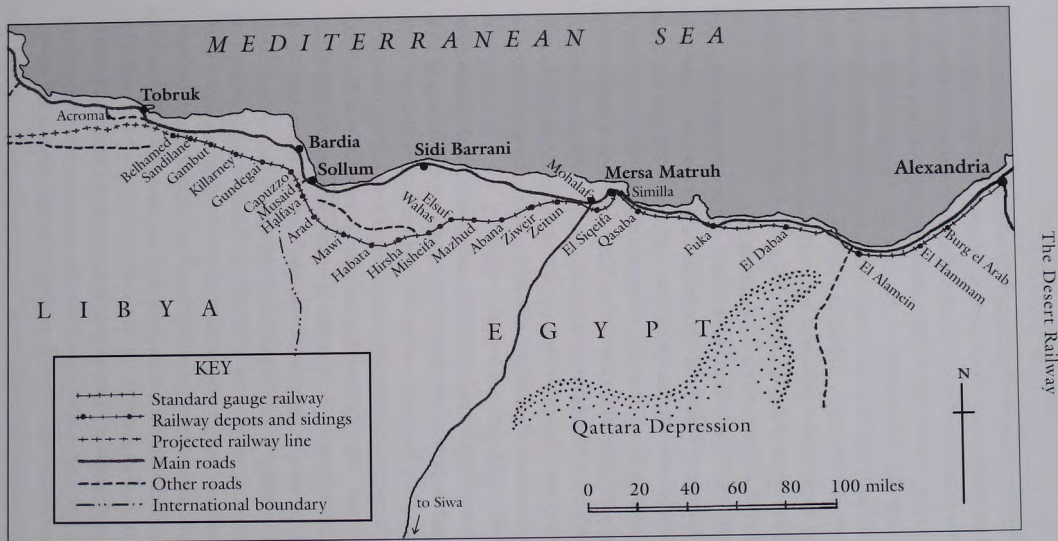 MEDITERRANEAN SEA
Tobruk
Acroma
Bardia
Sollum
Sidi Barrani
Mohalafa
Mersa Matruh
Similla
Alexandria
Belhamed
Sandilane
Gambut
Killarney
Gundegai
Capuzzo
Musaid
Halfaya
Arad
Mawi
Habata
Hirsha
Misheifa
Wahas
Elsuf
Mazhud
Abana
Ziweir
Zeitun
El Siqeifa
Qasaba
Fuka
El Dabaa
El Alamein
El Hammam
Burg el Arab
LIBYA
EGYPT
Qattara Depression
to Siwa
KEY
Standard gauge railway
Railway depots and sidings
Projected railway line
Main roads
Other roads
International boundary
0 20 40 60 80 100 miles
N
The Desert Railway